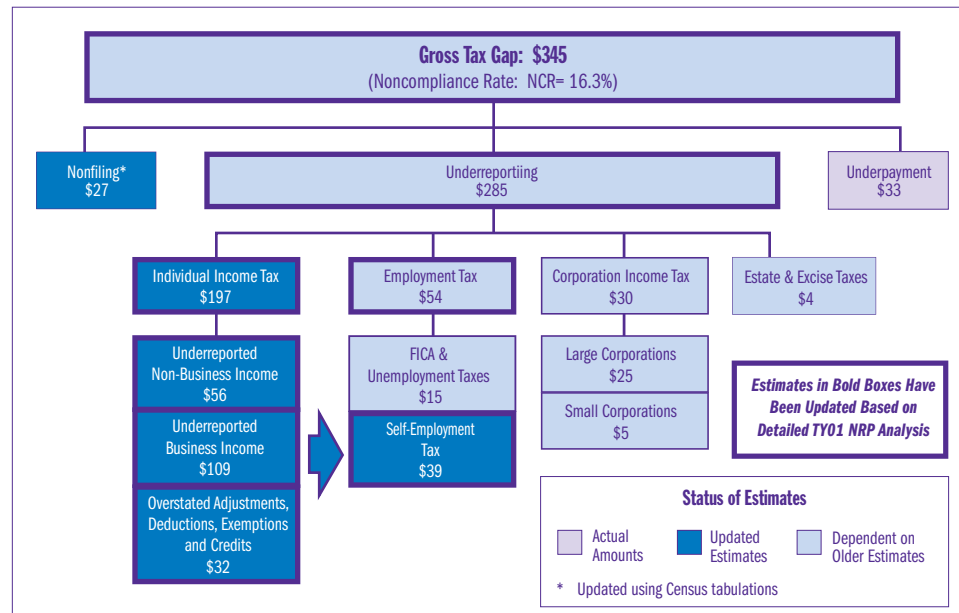 Gross Tax Gap: $345
(Noncompliance Rate: NCR= 16.3%)
Nonfiling*
$27
Underreportiing
$285
Underpayment
$33
Individual Income Tax
$197
Employment Tax
$54
Corporation Income Tax
$30
Estate & Excise Taxes
$4
Underreported
Non-Business Income
$56
Underreported
Business Income
$109
Overstated Adjustments,
Deductions, Exemptions
and Credits
$32
FICA &
Unemployment Taxes
$15
Self-Employment
Tax
$39
Large Corporations
$25
Small Corporations
$5
Estimates in Bold Boxes Have
Been Updated Based on
Detailed TY01 NRP Analysis
Status of Estimates
Actual
Amounts
Updated
Estimates
Dependent on
Older Estimates
* Updated using Census tabulations